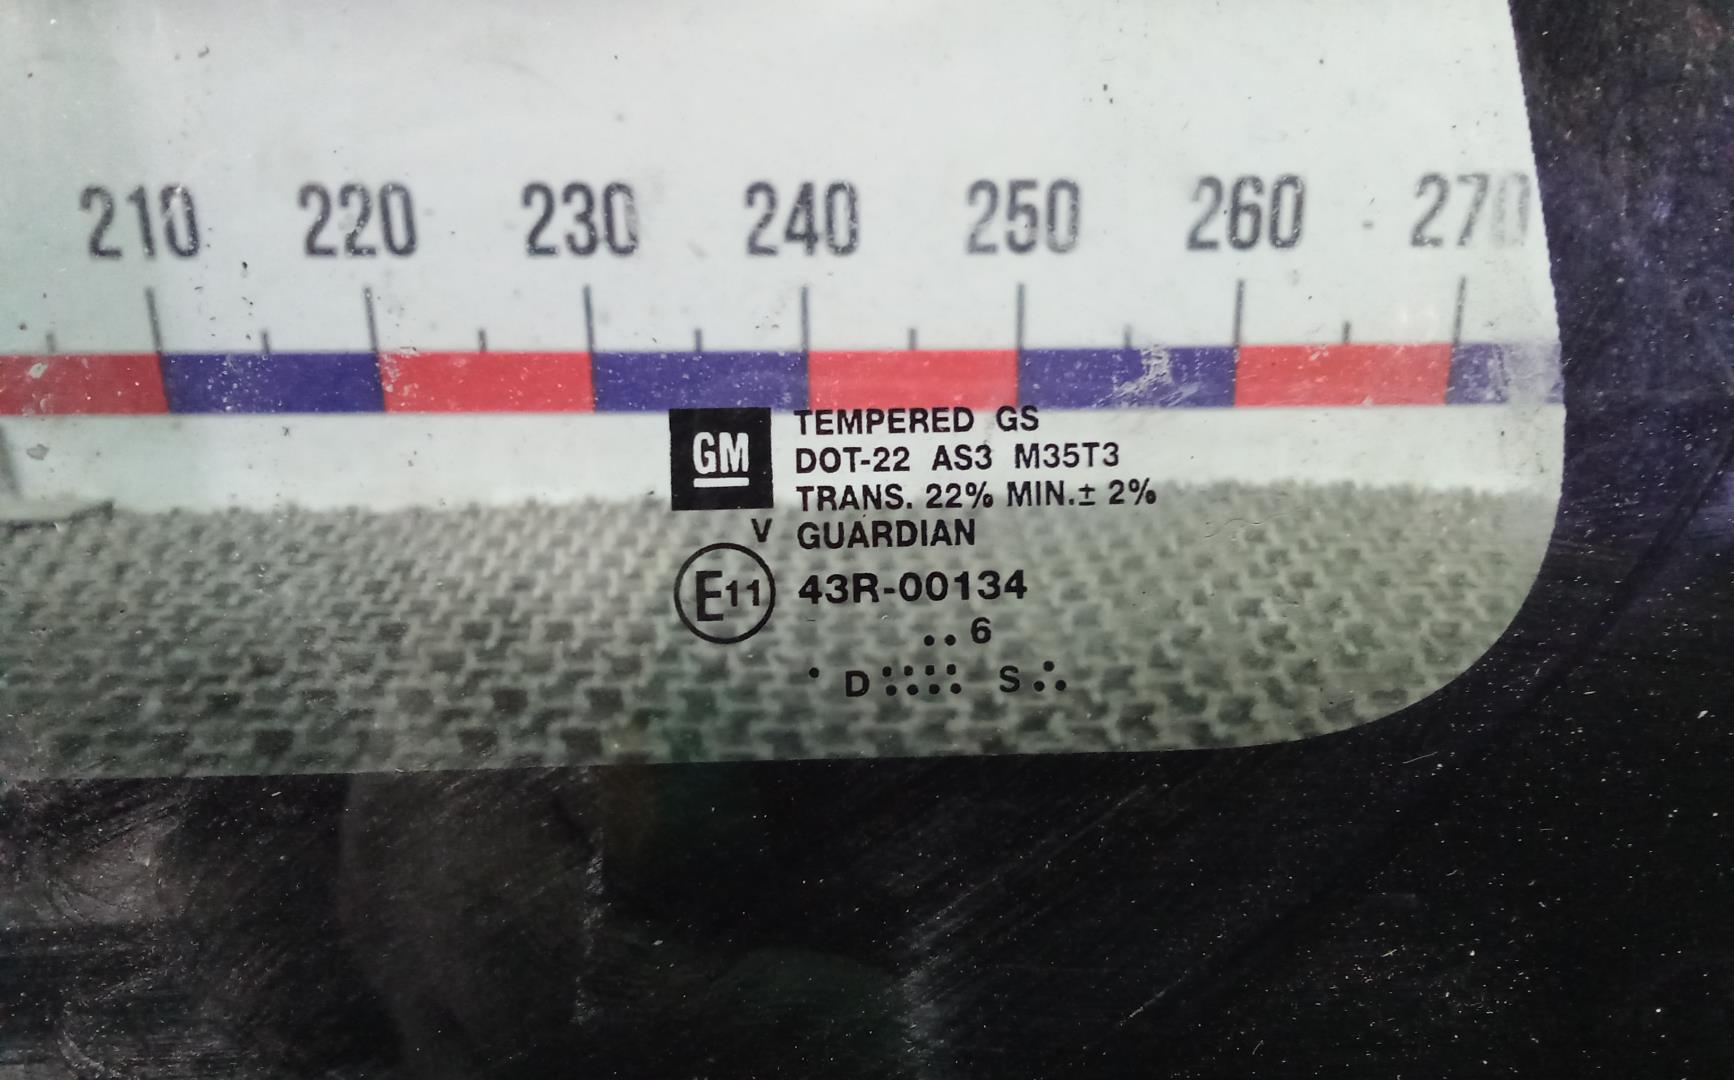 210 220 230 240 250 260 270
GM
TEMPERED GS
DOT-22 AS3 M35T3
TRANS. 22% MIN.± 2%
V GUARDIAN
E11 43R-00134
..6
D S